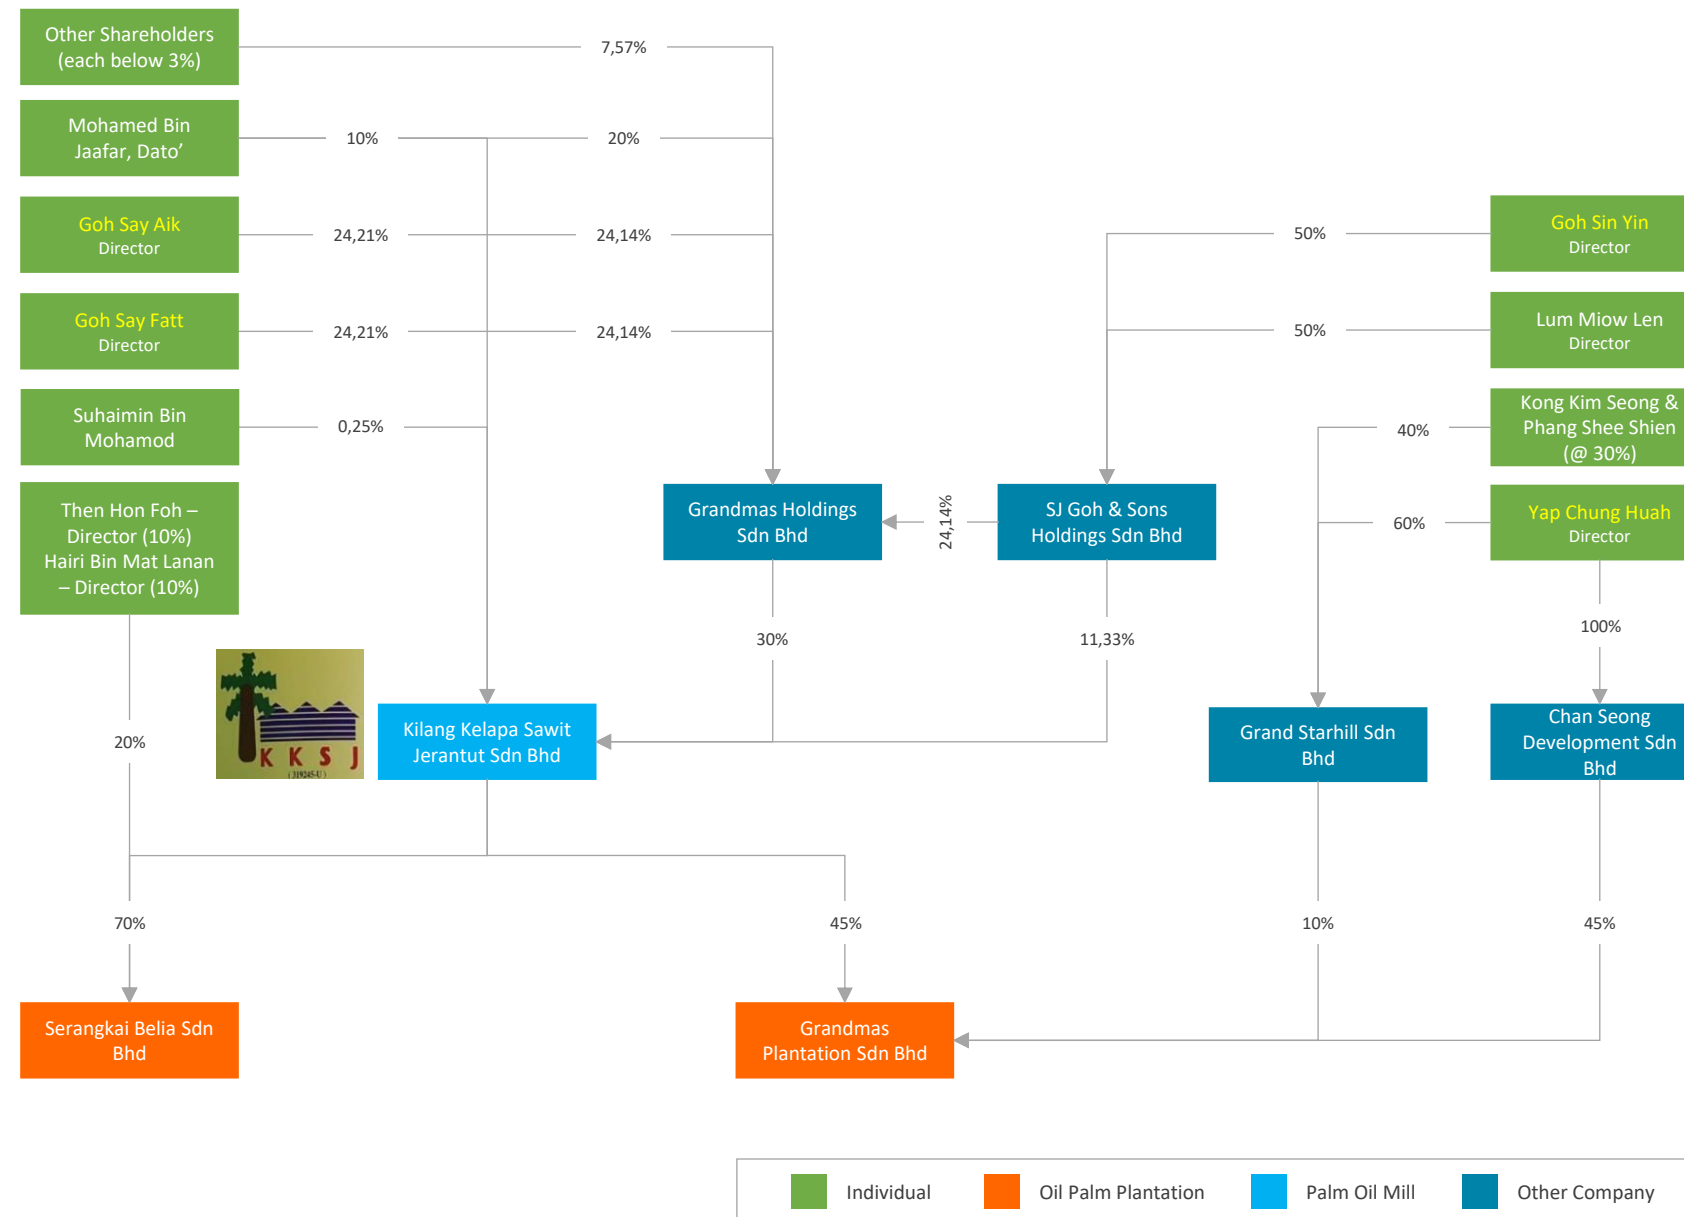 Other Shareholders
(each below 3%)
7,57%
Mohamed Bin
Jaafar, Dato’
10%
20%
Goh Say Aik
Director
24,21%
24,14%
Goh Sin Yin
Director
50%
Goh Say Fatt
Director
24,21%
24,14%
Lum Miow Len
Director
50%
Suhaimin Bin
Mohamod
0,25%
Kong Kim Seong &
Phang Shee Shien
(@ 30%)
40%
Then Hon Foh –
Director (10%)
Hairi Bin Mat Lanan
– Director (10%)
Grandmas Holdings
Sdn Bhd
24,14%
SJ Goh & Sons
Holdings Sdn Bhd
60%
Yap Chung Huah
Director
30%
11,33%
100%
20%
K K S J
(319245-U)
Kilang Kelapa Sawit
Jerantut Sdn Bhd
Grand Starhill Sdn
Bhd
Chan Seong
Development Sdn
Bhd
70%
45%
10%
45%
Serangkai Belia Sdn
Bhd
Grandmas
Plantation Sdn Bhd
Individual
Oil Palm Plantation
Palm Oil Mill
Other Company